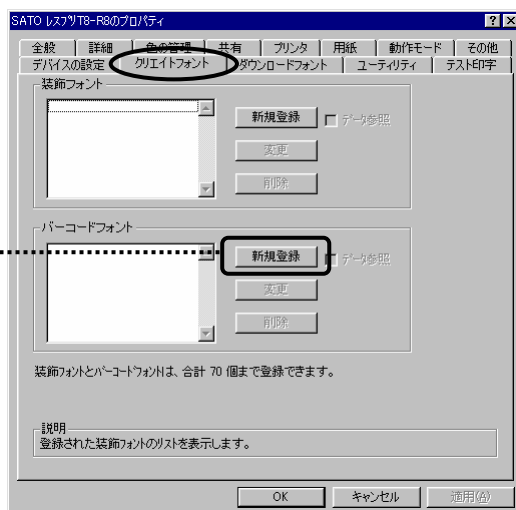 SATO ﾚｽﾌﾟﾘT8-R8のプロパティ
全般 詳細 色の管理 共有 プリンタ 用紙 動作モード その他
デバイスの設定 クリエイトフォント ダウンロードフォント ユーティリティ テスト印字
装飾フォント
新規登録 ﾃﾞｰﾀ参照
変更
削除
バーコードフォント
新規登録 ﾃﾞｰﾀ参照
変更
削除
装飾ﾌｫﾝﾄとﾊﾞｰｺｰﾄﾞﾌｫﾝﾄは、合計 70 個まで登録できます。
説明
登録された装飾ﾌｫﾝﾄのﾘｽﾄを表示します。
OK キャンセル 適用(A)